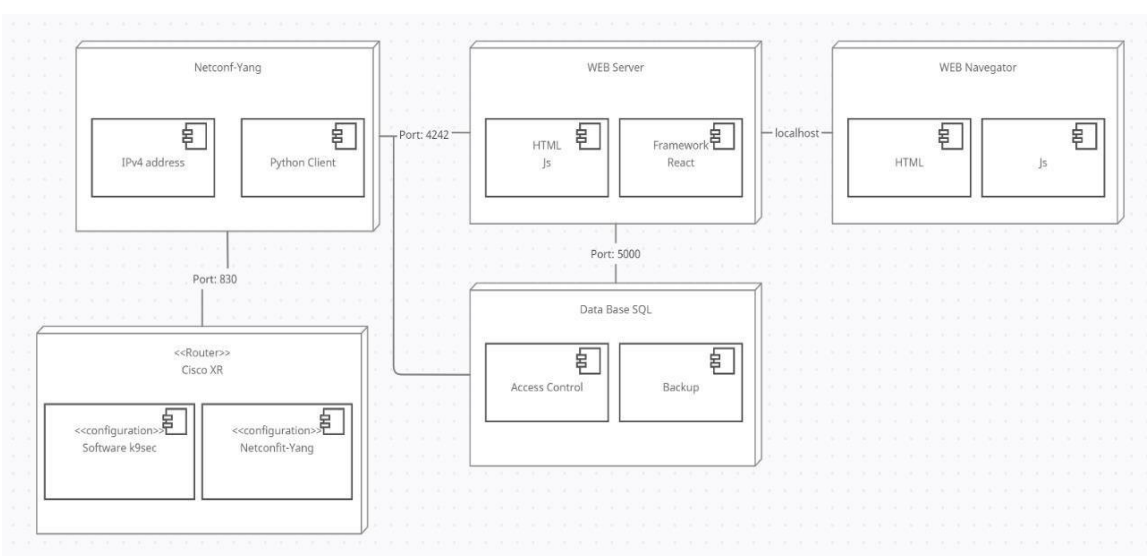 Netconf-Yang
IPv4 address
Python Client
Port: 4242
WEB Server
HTML
Js
Framework
React
localhost
WEB Navegator
HTML
Js
Port: 830
Port: 5000
<<Router>>
Cisco XR
<<configuration>>
Software k9sec
<<configuration>>
Netconfit-Yang
Data Base SQL
Access Control
Backup